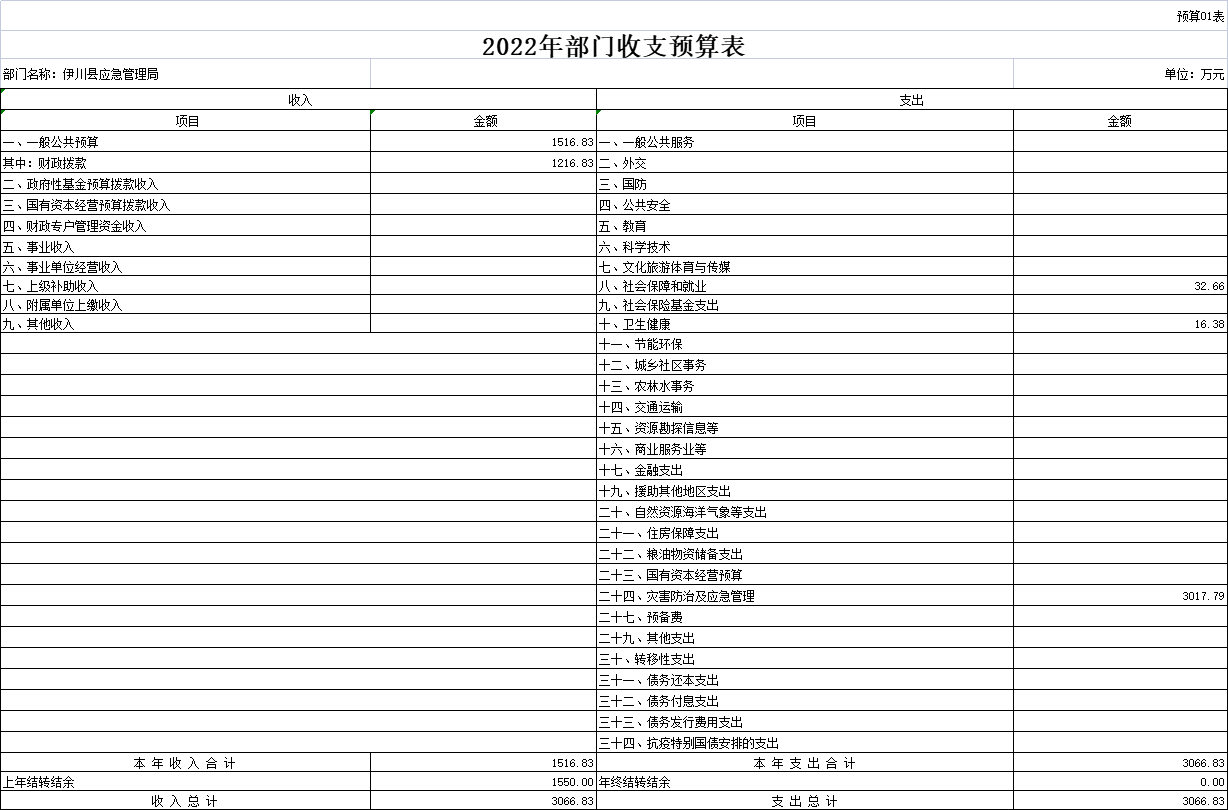 预算01表
2022年部门收支预算表
部门名称：伊川县应急管理局 单位：万元
收入 支出
项目 金额 项目 金额
一、一般公共预算 1516.83 一、一般公共服务
其中：财政拨款 1216.83 二、外交
二、政府性基金预算拨款收入 三、国防
三、国有资本经营预算拨款收入 四、公共安全
四、财政专户管理资金收入 五、教育
五、事业收入 六、科学技术
六、事业单位经营收入 七、文化旅游体育与传媒
七、上级补助收入 八、社会保障和就业 32.66
八、附属单位上缴收入 九、社会保险基金支出
九、其他收入 十、卫生健康 16.38
十一、节能环保
十二、城乡社区事务
十三、农林水事务
十四、交通运输
十五、资源勘探信息等
十六、商业服务业等
十七、金融支出
十九、援助其他地区支出
二十、自然资源海洋气象等支出
二十一、住房保障支出
二十二、粮油物资储备支出
二十三、国有资本经营预算
二十四、灾害防治及应急管理 3017.79
二十七、预备费
二十九、其他支出
三十、转移性支出
三十一、债务还本支出
三十二、债务付息支出
三十三、债务发行费用支出
三十四、抗疫特别国债安排的支出
本 年 收 入 合 计 1516.83 本 年 支 出 合 计 3066.83
上年结转结余 1550.00 年终结转结余 0.00
收 入 总 计 3066.83 支 出 总 计 3066.83